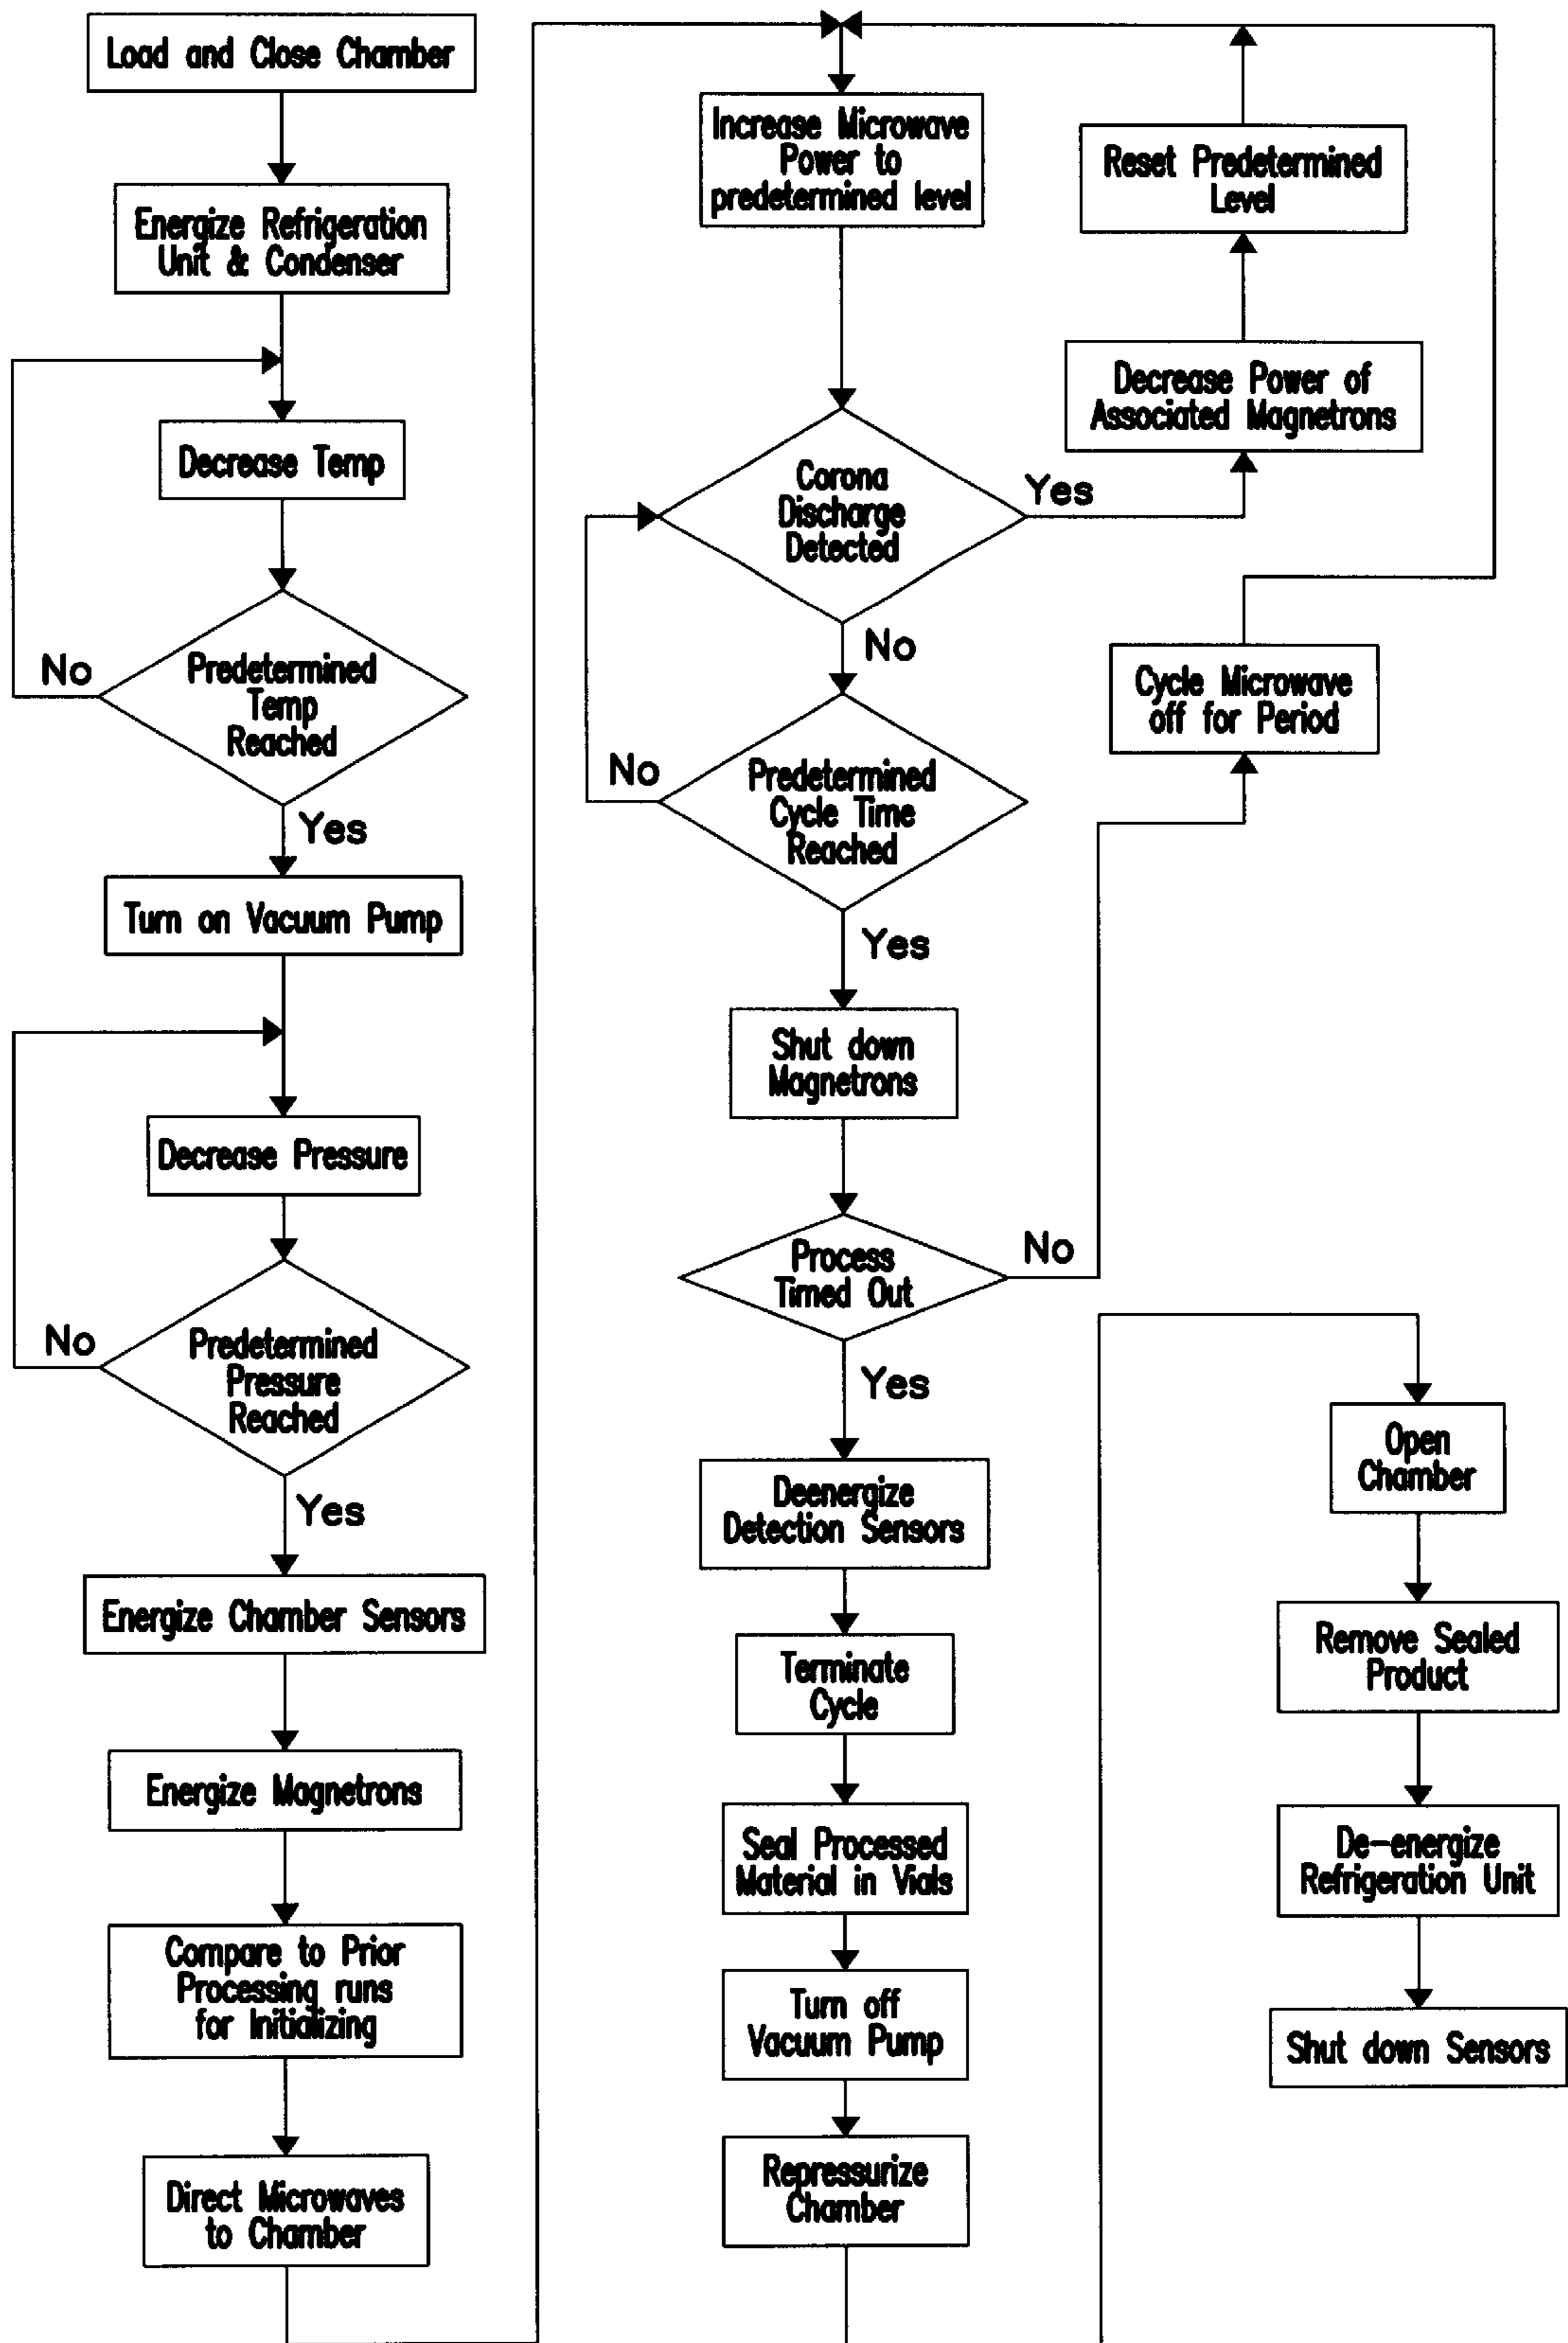 Load and Close Chamber
Energize Refrigeration
Unit & Condenser
Decrease Temp
No
Predetermined
Temp
Reached
Yes
Turn on Vacuum Pump
Decrease Pressure
No
Predetermined
Pressure
Reached
Yes
Energize Chamber Sensors
Energize Magnetrons
Compare to Prior
Processing runs
for Initializing
Direct Microwaves
to Chamber
Increase Microwave
Power to
predetermined level
Reset Predetermined
Level
Decrease Power of
Associated Magnetrons
Corona
Discharge
Detected
Yes
No
Cycle Microwave
off for Period
No
Predetermined
Cycle Time
Reached
Yes
Shut down
Magnetrons
Process
Timed Out
No
Yes
Deenergize
Detection Sensors
Terminate
Cycle
Seal Processed
Material in Vials
Turn off
Vacuum Pump
Repressurize
Chamber
Open
Chamber
Remove Sealed
Product
De-energize
Refrigeration Unit
Shut down Sensors